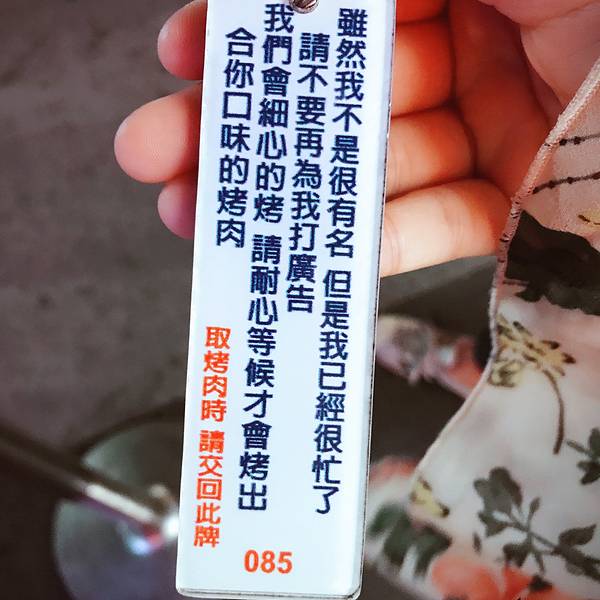 雖然我不是很有名 但是我已經很忙了
請不要再為我打廣告
我們會細心的烤 請耐心等候才會烤出
合你口味的烤肉
取烤肉時 請交回此牌
085